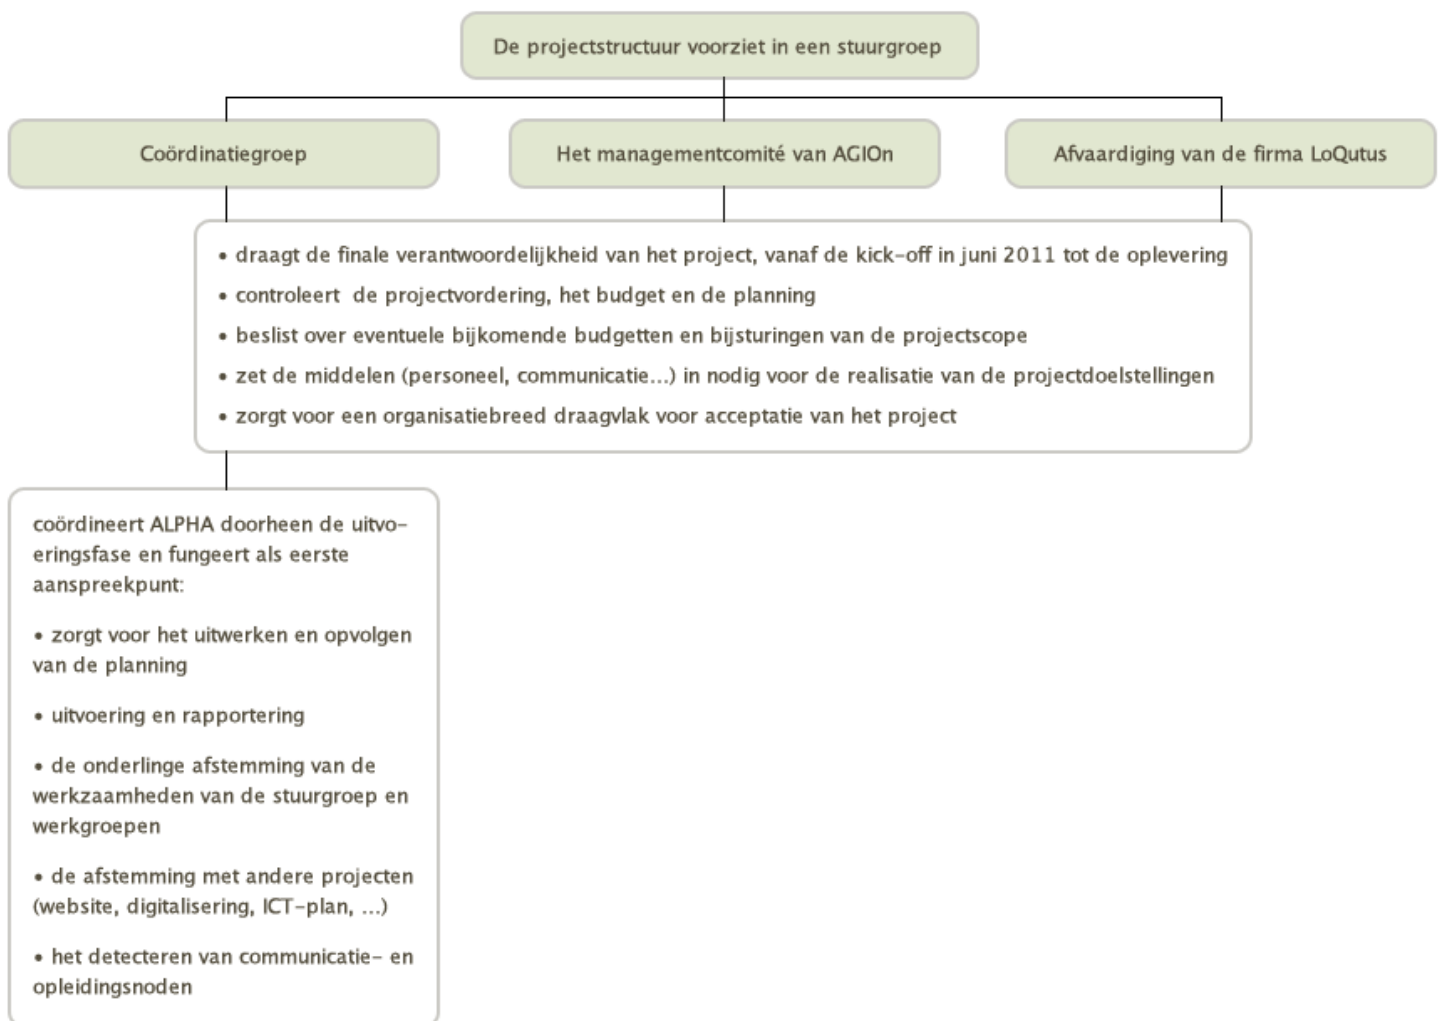 De projectstructuur voorziet in een stuurgroep
Coördinatiegroep
Het managementcomité van AGIOn
Afvaardiging van de firma LoQutus
• draagt de finale verantwoordelijkheid van het project, vanaf de kick-off in juni 2011 tot de oplevering
• controleert  de projectvordering, het budget en de planning
• beslist over eventuele bijkomende budgetten en bijsturingen van de projectscope
• zet de middelen (personeel, communicatie...) in nodig voor de realisatie van de projectdoelstellingen
• zorgt voor een organisatiebreed draagvlak voor acceptatie van het project
coördineert ALPHA doorheen de uitvo-
eringsfase en fungeert als eerste
aanspreekpunt:
• zorgt voor het uitwerken en opvolgen
van de planning
• uitvoering en rapportering
• de onderlinge afstemming van de
werkzaamheden van de stuurgroep en
werkgroepen
• de afstemming met andere projecten
(website, digitalisering, ICT-plan, ...)
• het detecteren van communicatie- en
opleidingsnoden